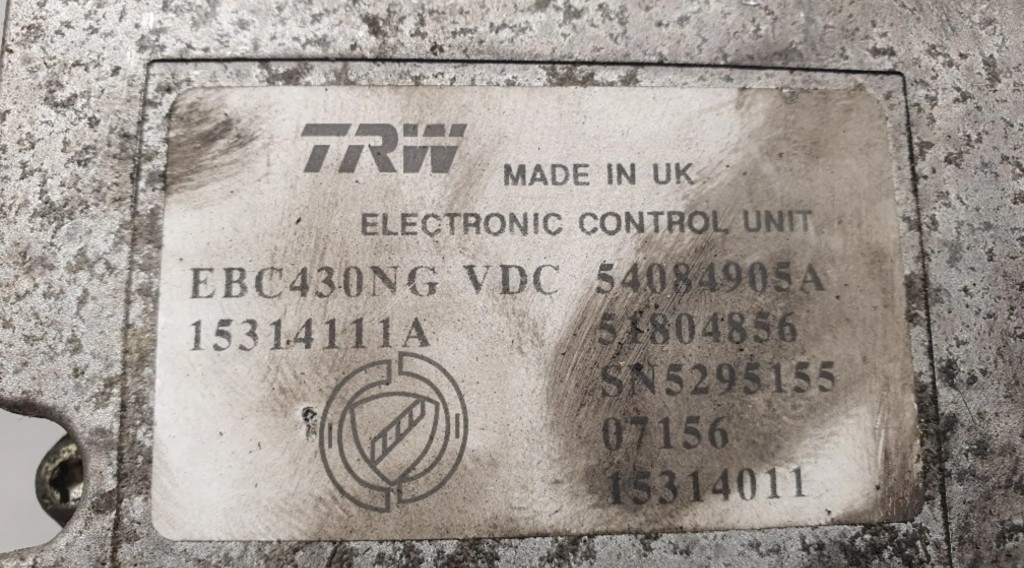 TRW MADE IN UK
ELECTRONIC CONTROL UNIT
EBC430NG VDC 54084905A
15314111A 51804856
SN5295155
07156
15314011